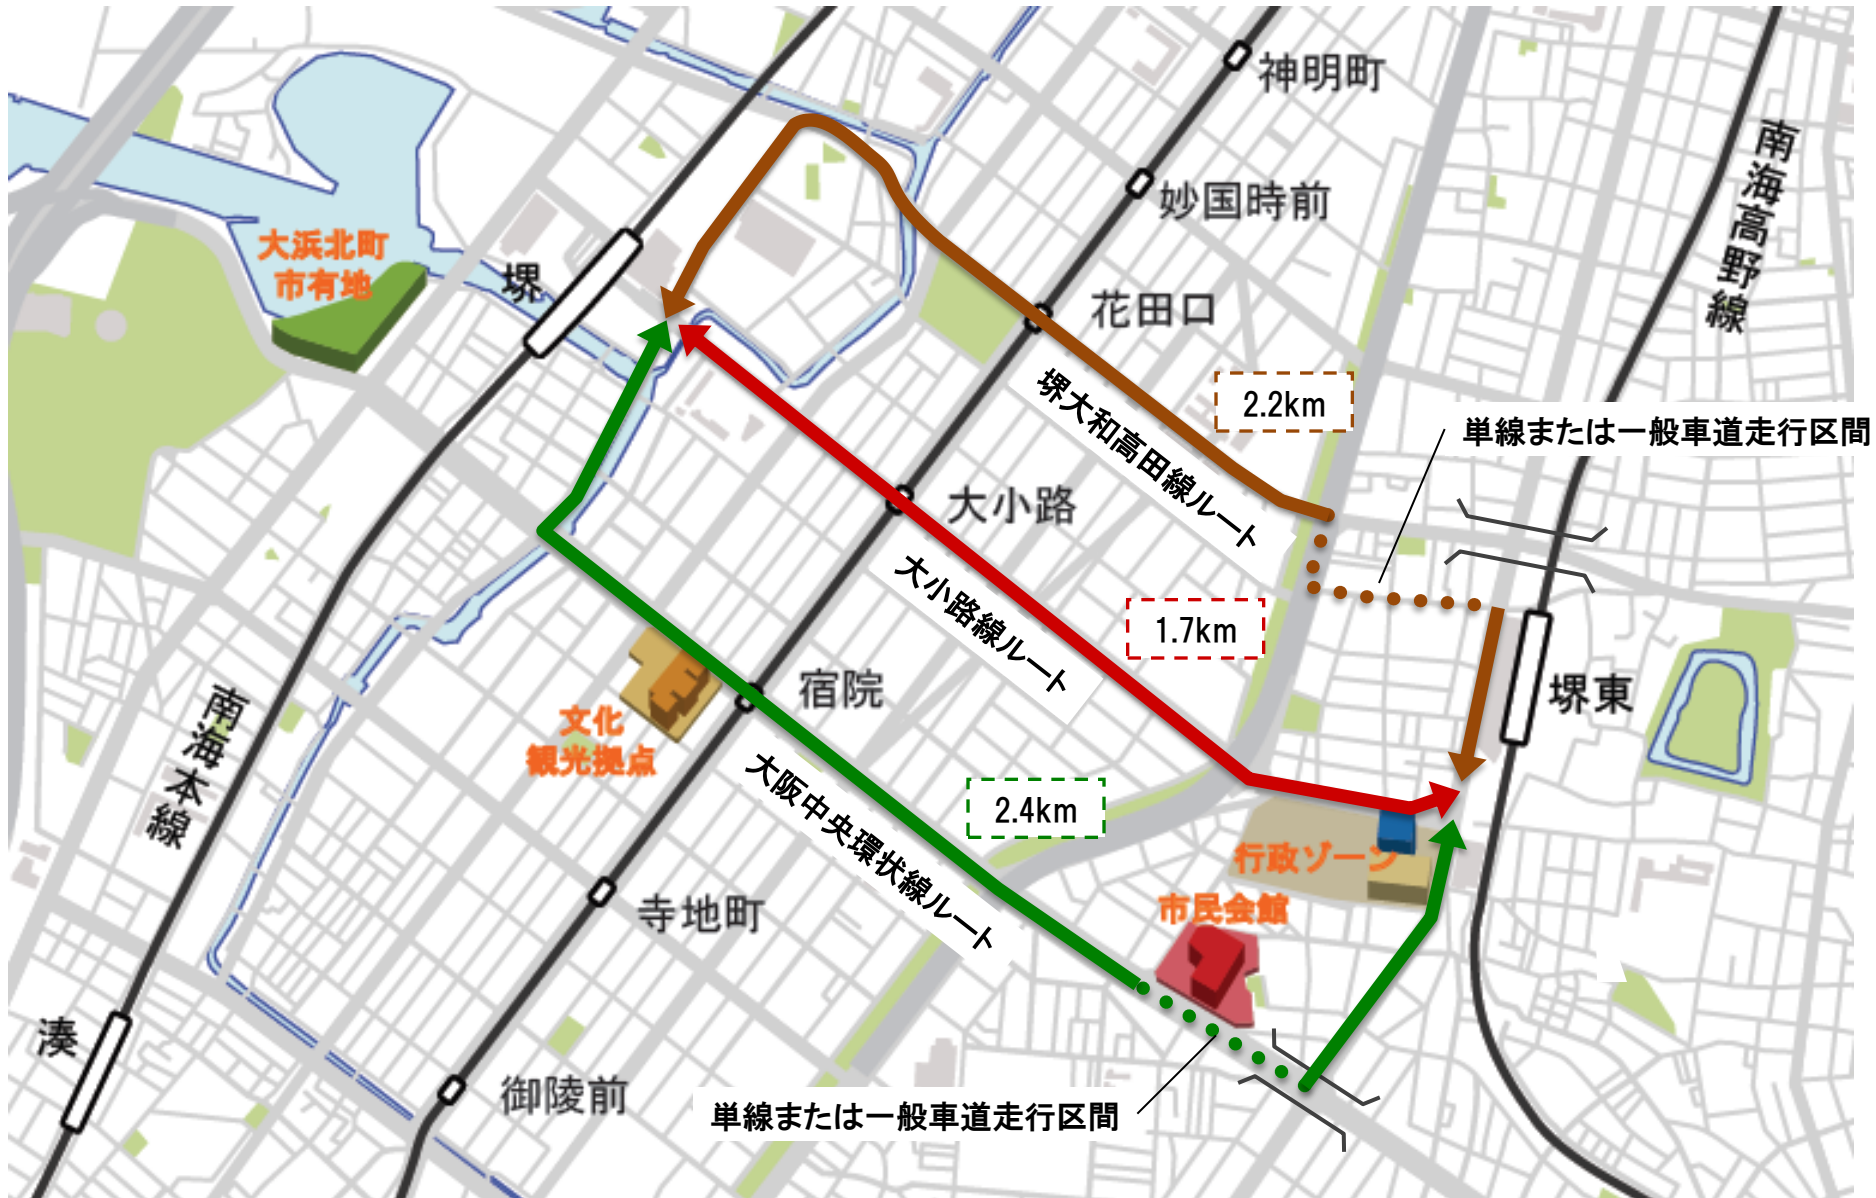 神明町
妙国時前
南海高野線
大浜北町
市有地
堺
花田口
2.2km
堺大和高田線ルート
単線または一般車道走行区間
大小路
大小路線ルート
1.7km
宿院
堺東
南海本線
文化
観光拠点
大阪中央環状線ルート
2.4km
行政ゾーン
市民会館
寺地町
湊
御陵前
単線または一般車道走行区間